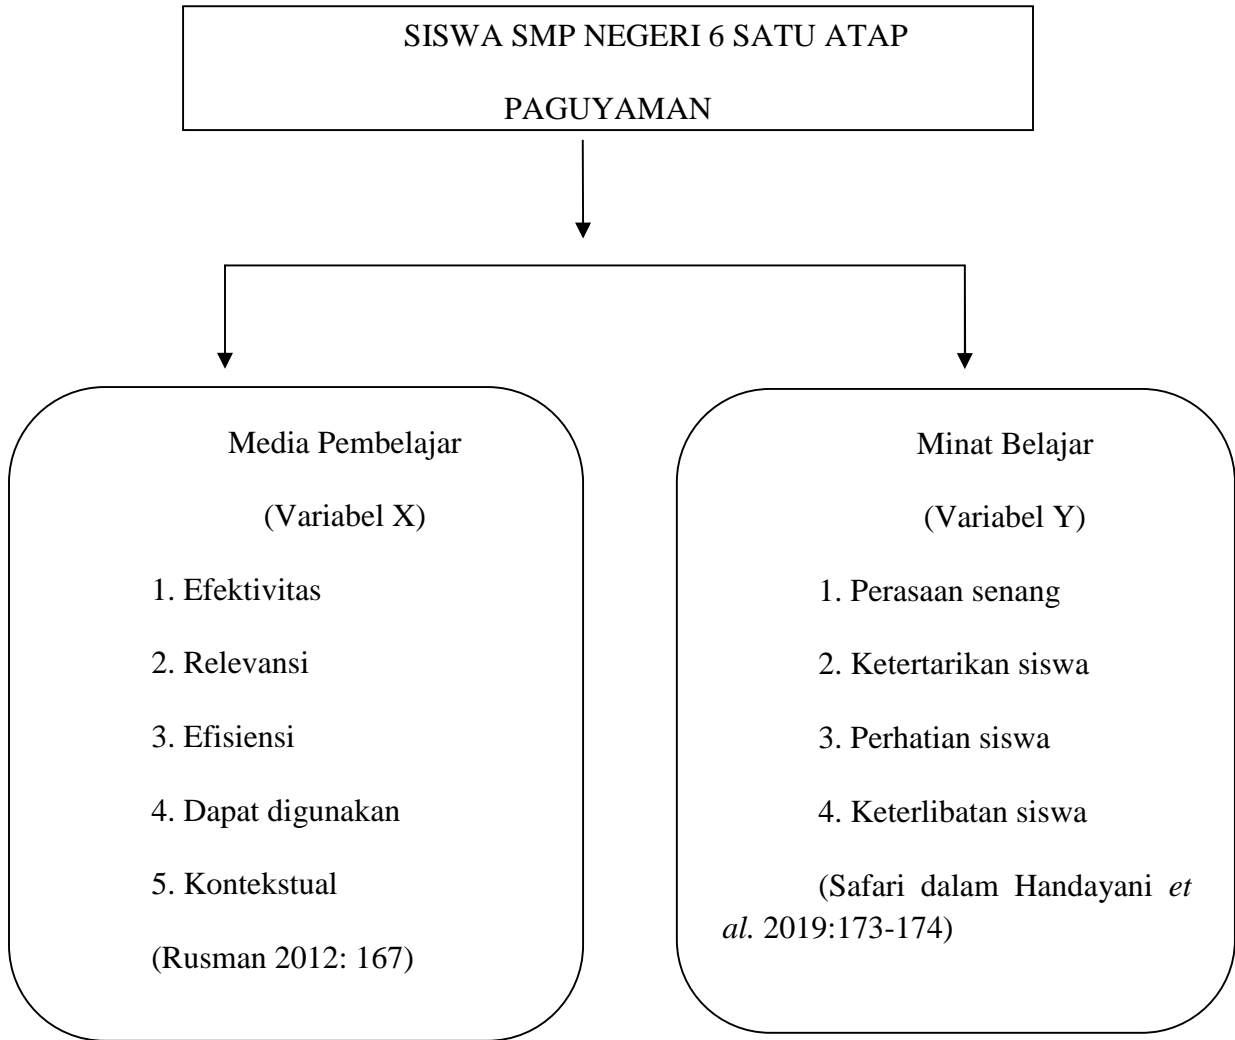 SISWA SMP NEGERI 6 SATU ATAP
PAGUYAMAN
Media Pembelajar
(Variabel X)
1. Efektivitas
2. Relevansi
3. Efisiensi
4. Dapat digunakan
5. Kontekstual
(Rusman 2012: 167)
Minat Belajar
(Variabel Y)
1. Perasaan senang
2. Ketertarikan siswa
3. Perhatian siswa
4. Keterlibatan siswa
(Safari dalam Handayani et
al. 2019:173-174)